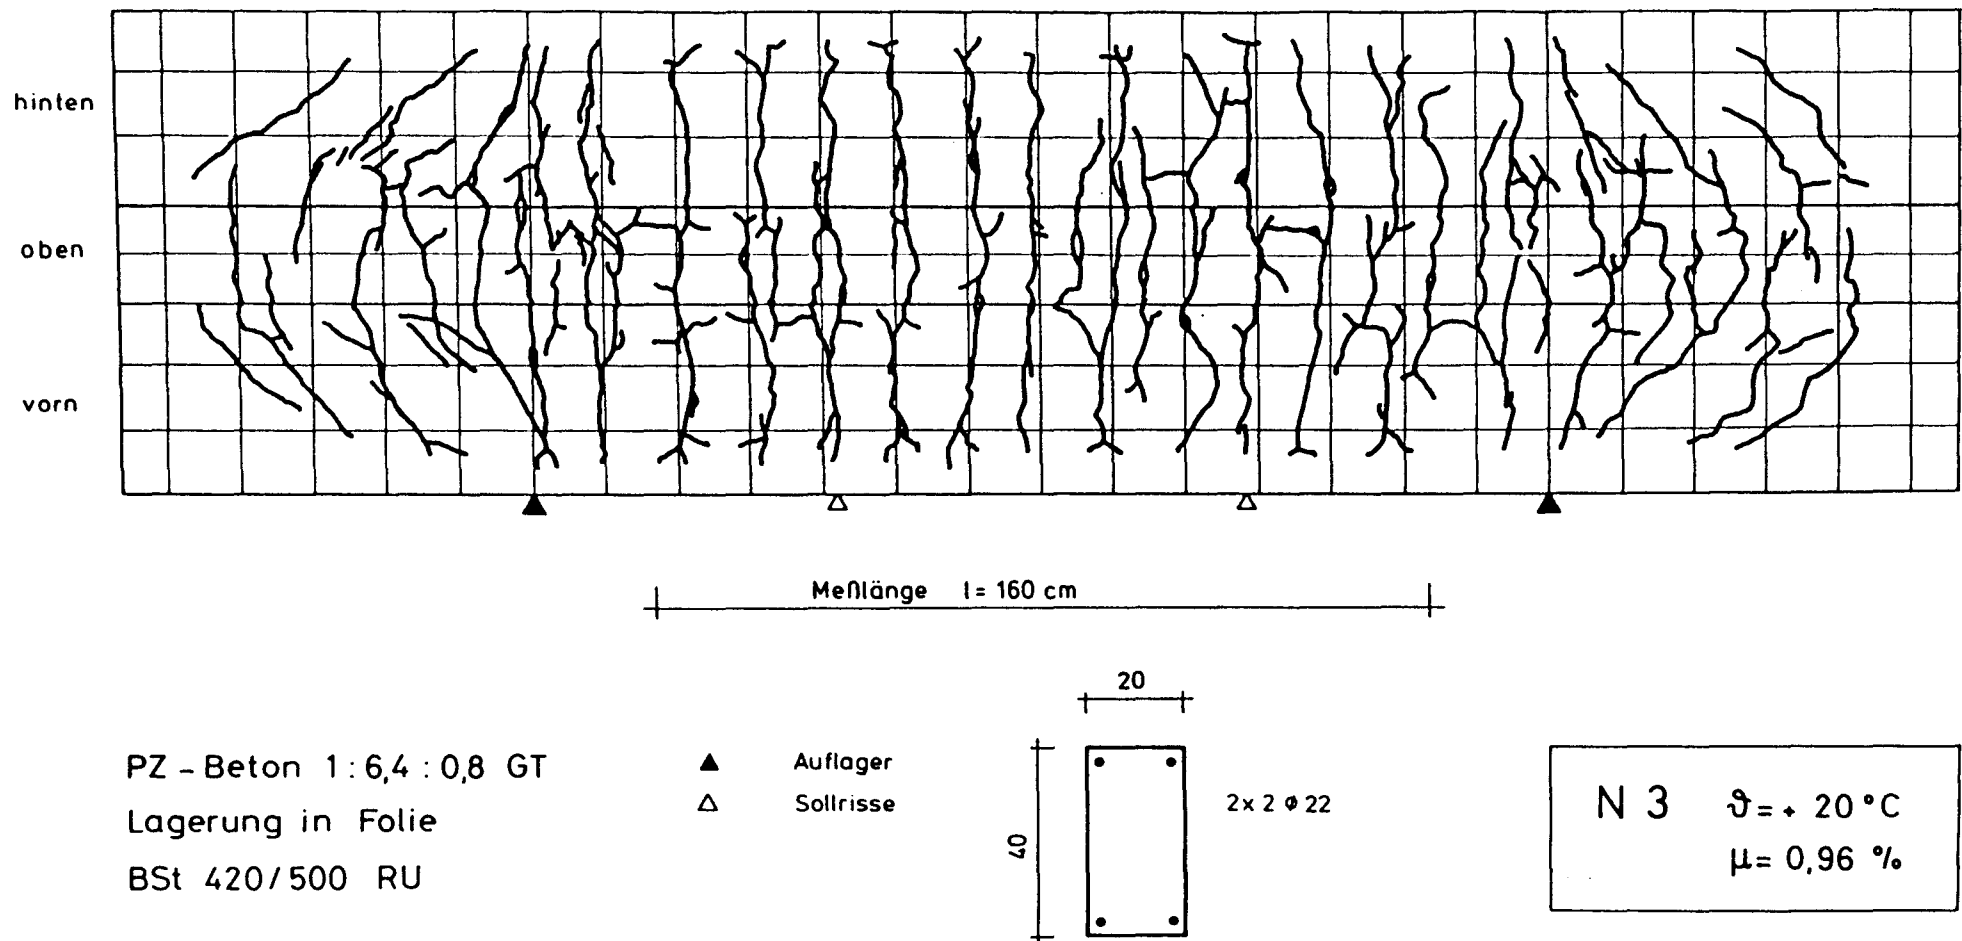 hinten
oben
vorn
Meßlänge l= 160 cm
20
40
2x 2 ϕ 22
PZ - Beton 1 : 6,4 : 0,8 GT
Lagerung in Folie
BSt 420/500 RU
▲ Auflager
△ Sollrisse
N 3 ϑ = + 20 °C
μ = 0,96 %